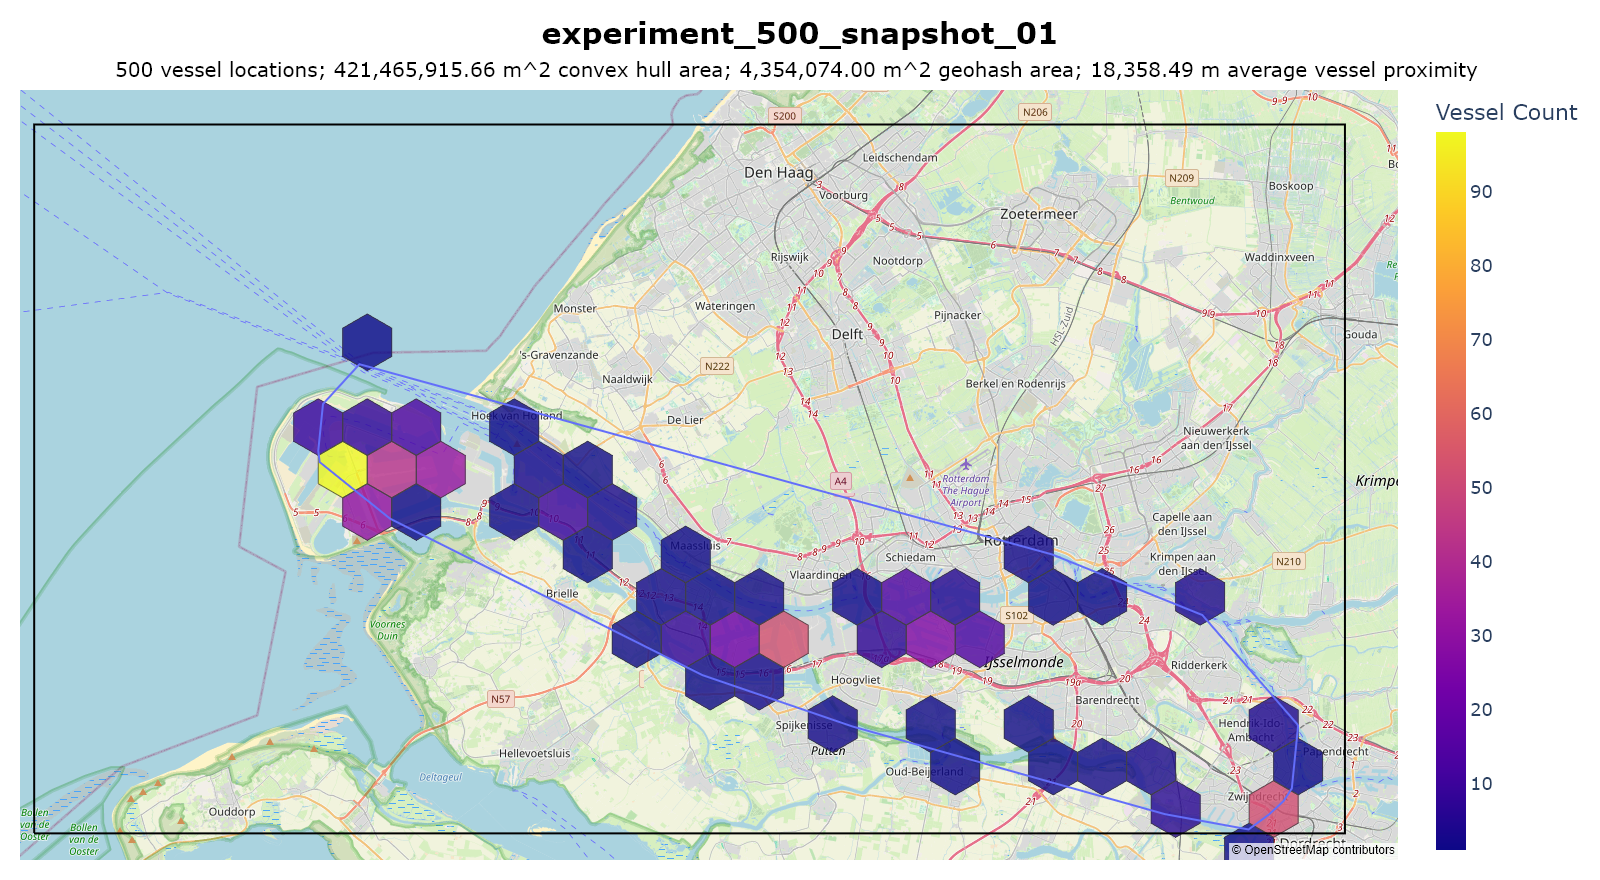 experiment_500_snapshot_01
500 vessel locations; 421,465,915.66 m^2 convex hull area; 4,354,074.00 m^2 geohash area; 18,358.49 m average vessel proximity
Vessel Count
90
80
70
60
50
40
30
20
10
S200
N206
Den Haag
Leidschendam
Voorburg
N209
Boskoop
Bentwoud
Zoetermeer
Rijswijk
Nootdorp
Waddinxveen
Monster
Wateringen
Pijnacker
Delft
HSL-Zuid
Gouda
's-Gravenzande
N222
Naaldwijk
Berkel en Rodenrijs
Hoek van Holland
De Lier
Nieuwerkerk
aan den IJssel
A4
Rotterdam
The Hague
Airport
Krimpe
Capelle aan
den IJssel
Maassluis
Rotterdam
Schiedam
Krimpen aan
den IJssel
N210
Vlaardingen
Brielle
S102
Voornes
Duin
IJsselmonde
Ridderkerk
Hoogvliet
N57
Barendrecht
Spijkenisse
Hendrik-Ido-
Ambacht
Hellevoetsluis
Putten
Papendrecht
Deltageul
Oud-Beijerland
Zwijndrecht
Ouddorp
Bollen
van de
Ooster
Bollen
van de
Ooster
Dordrecht
© OpenStreetMap contributors